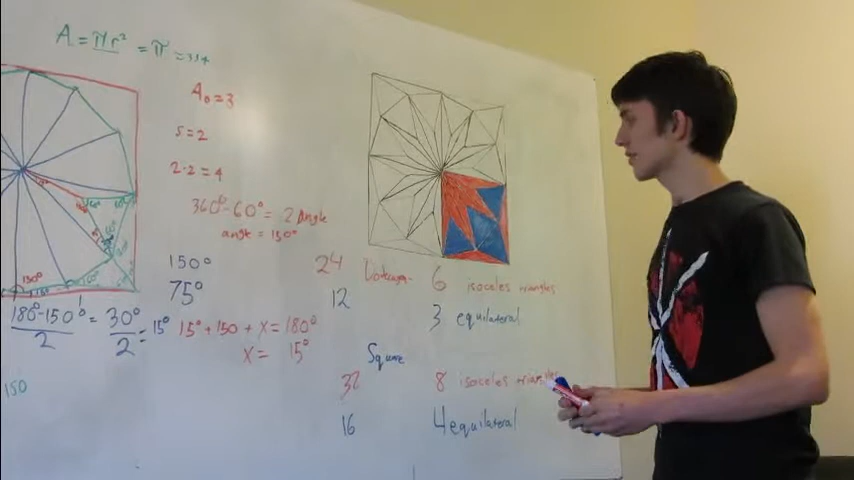 A = πr² = π ≈ 3.14
A₀ = 3
S = 2
2·2 = 4
360° - 60° = 2 Angle
angle = 150°
150°
75°
180° - 150° / 2 = 30° / 2 = 15°
15° + 150 + x = 180°
x = 15°
150
150°
24 6 isoceles triangles
12 3 equilateral
Square
32 8 isoceles triangles
16 4 equilateral